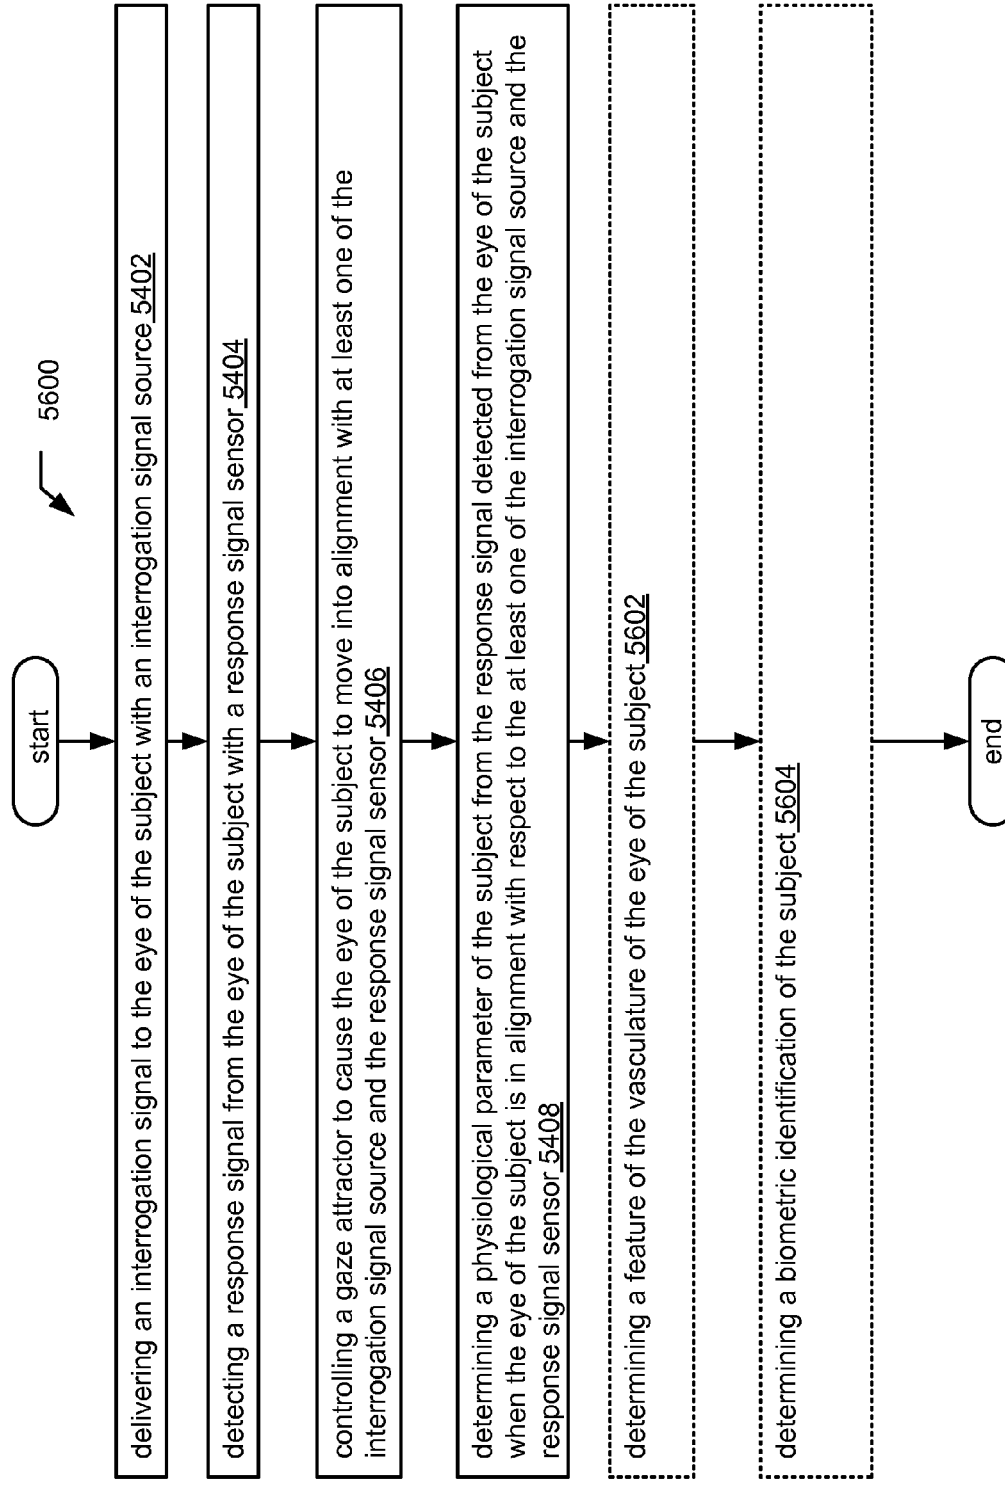 5600
start
delivering an interrogation signal to the eye of the subject with an interrogation signal source 5402
detecting a response signal from the eye of the subject with a response signal sensor 5404
controlling a gaze attractor to cause the eye of the subject to move into alignment with at least one of the
interrogation signal source and the response signal sensor 5406
determining a physiological parameter of the subject from the response signal detected from the eye of the subject
when the eye of the subject is in alignment with respect to the at least one of the interrogation signal source and the
response signal sensor 5408
determining a feature of the vasculature of the eye of the subject 5602
determining a biometric identification of the subject 5604
end